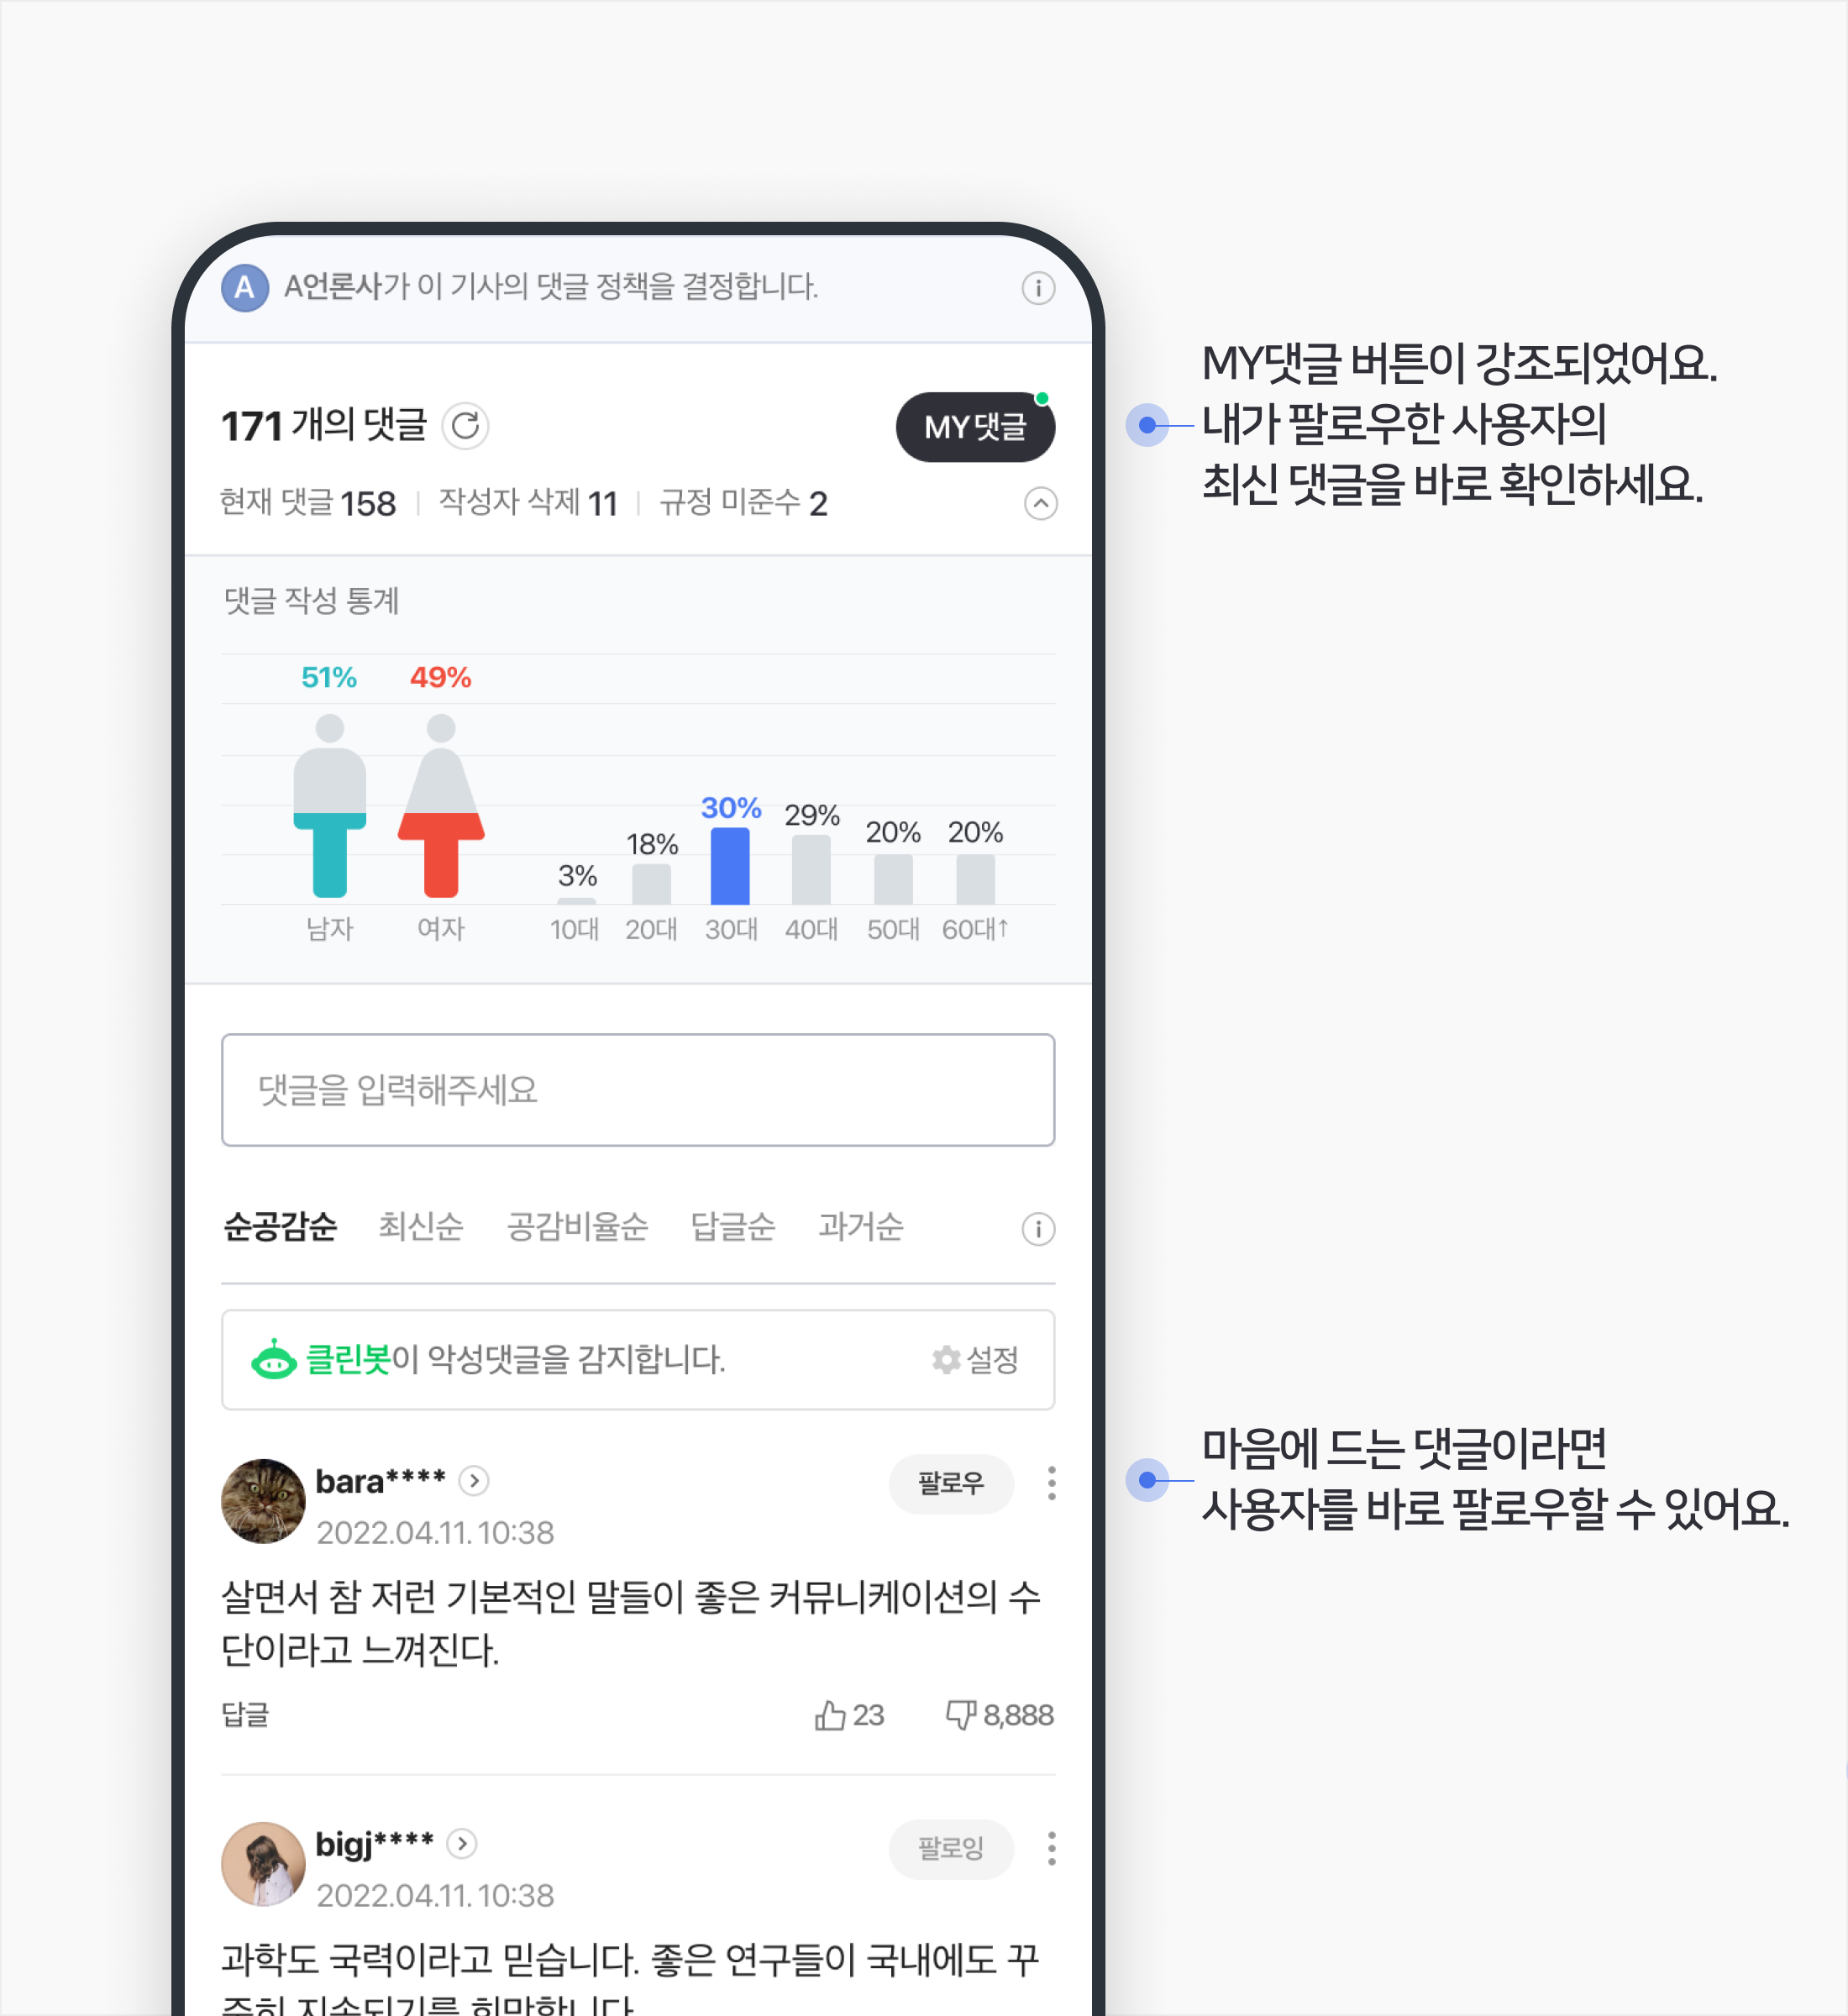 A A언론사가 이 기사의 댓글 정책을 결정합니다.
171 개의 댓글
MY댓글
현재 댓글 158 작성자 삭제 11 규정 미준수 2
MY댓글 버튼이 강조되었어요.
내가 팔로우한 사용자의
최신 댓글을 바로 확인하세요.
댓글 작성 통계
51% 49%
30% 29%
18% 20% 20%
3%
남자 여자 10대 20대 30대 40대 50대 60대↑
댓글을 입력해주세요
순공감순 최신순 공감비율순 답글순 과거순
클린봇이 악성댓글을 감지합니다. 설정
bara**** 팔로우
2022.04.11. 10:38
마음에 드는 댓글이라면
사용자를 바로 팔로우할 수 있어요.
살면서 참 저런 기본적인 말들이 좋은 커뮤니케이션의 수
단이라고 느껴진다.
답글 23 8,888
bigj**** 팔로잉
2022.04.11. 10:38
과학도 국력이라고 믿습니다. 좋은 연구들이 국내에도 꾸
준히 지속되기를 희망합니다